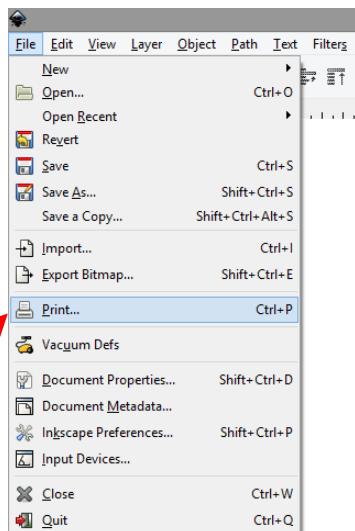 File Edit View Layer Object Path Text Filters
New
Open... Ctrl+O
Open Recent
Revert
Save Ctrl+S
Save As... Shift+Ctrl+S
Save a Copy... Shift+Ctrl+Alt+S
Import... Ctrl+I
Export Bitmap... Shift+Ctrl+E
Print... Ctrl+P
Vacuum Defs
Document Properties... Shift+Ctrl+D
Document Metadata...
Inkscape Preferences... Shift+Ctrl+P
Input Devices...
Close Ctrl+W
Quit Ctrl+Q